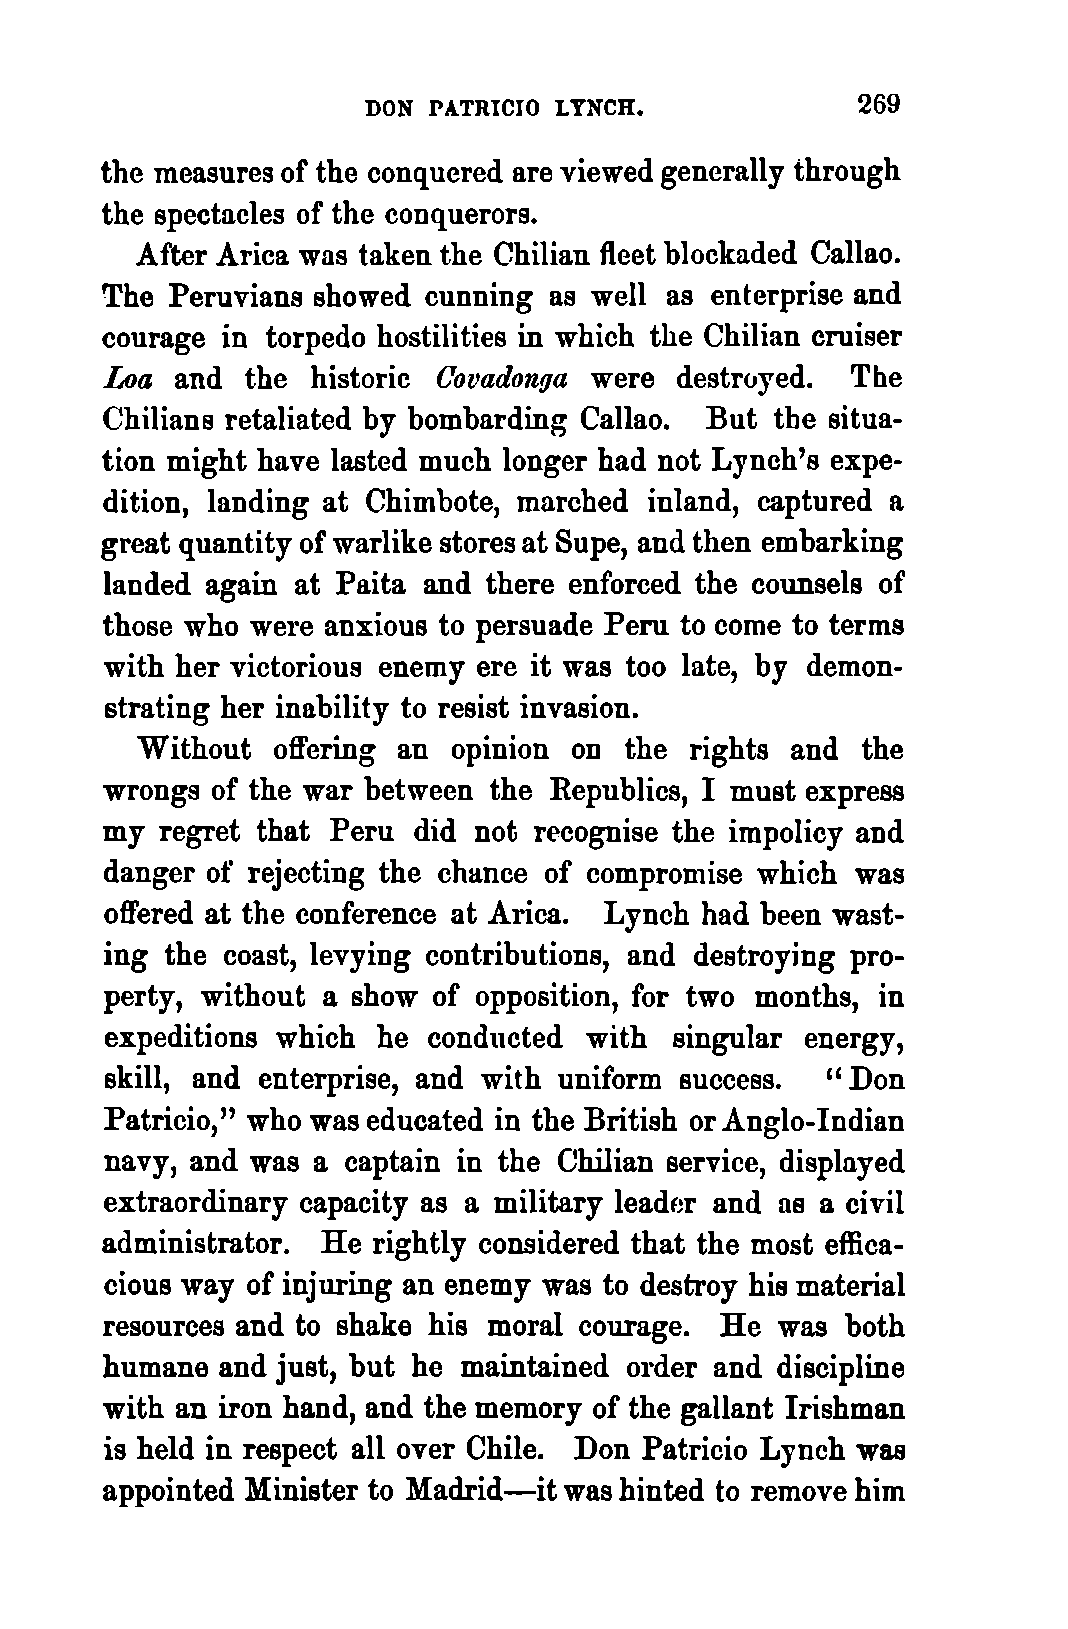 DON PATRICIO LYNCH. 269
the measures of the conquered are viewed generally through
the spectacles of the conquerors.
After Arica was taken the Chilian fleet blockaded Callao.
The Peruvians showed cunning as well as enterprise and
courage in torpedo hostilities in which the Chilian cruiser
Loa and the historic Covadonga were destroyed. The
Chilians retaliated by bombarding Callao. But the situa-
tion might have lasted much longer had not Lynch's expe-
dition, landing at Chimbote, marched inland, captured a
great quantity of warlike stores at Supe, and then embarking
landed again at Paita and there enforced the counsels of
those who were anxious to persuade Peru to come to terms
with her victorious enemy ere it was too late, by demon-
strating her inability to resist invasion.
Without offering an opinion on the rights and the
wrongs of the war between the Republics, I must express
my regret that Peru did not recognise the impolicy and
danger of rejecting the chance of compromise which was
offered at the conference at Arica. Lynch had been wast-
ing the coast, levying contributions, and destroying pro-
perty, without a show of opposition, for two months, in
expeditions which he conducted with singular energy,
skill, and enterprise, and with uniform success. "Don
Patricio," who was educated in the British or Anglo-Indian
navy, and was a captain in the Chilian service, displayed
extraordinary capacity as a military leader and as a civil
administrator. He rightly considered that the most effica-
cious way of injuring an enemy was to destroy his material
resources and to shake his moral courage. He was both
humane and just, but he maintained order and discipline
with an iron hand, and the memory of the gallant Irishman
is held in respect all over Chile. Don Patricio Lynch was
appointed Minister to Madrid—it was hinted to remove him